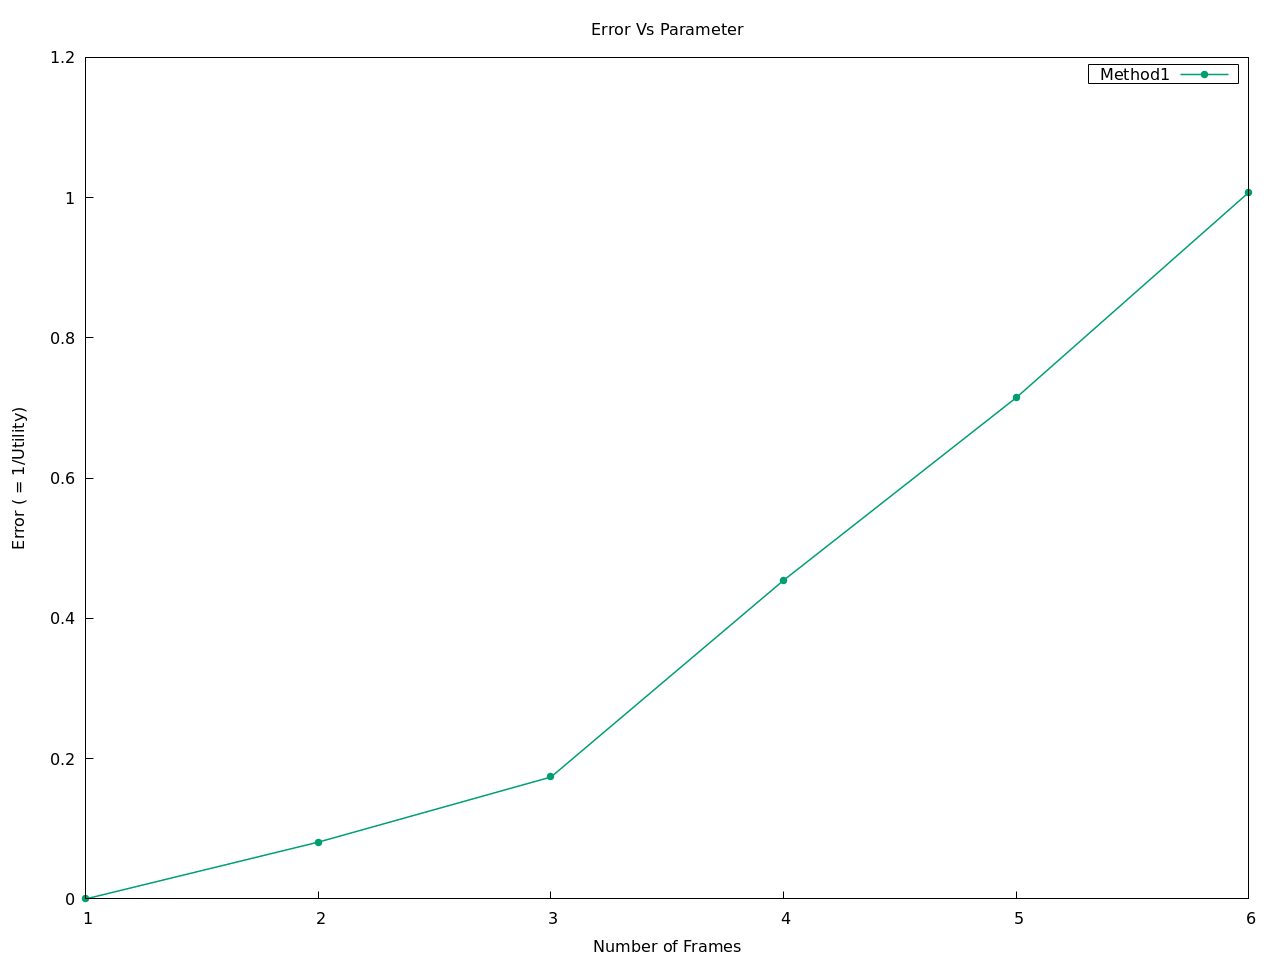 Error Vs Parameter
1.2
Method1
1
0.8
0.6
0.4
0.2
0
Error ( = 1/Utility)
1 2 3 4 5 6
Number of Frames